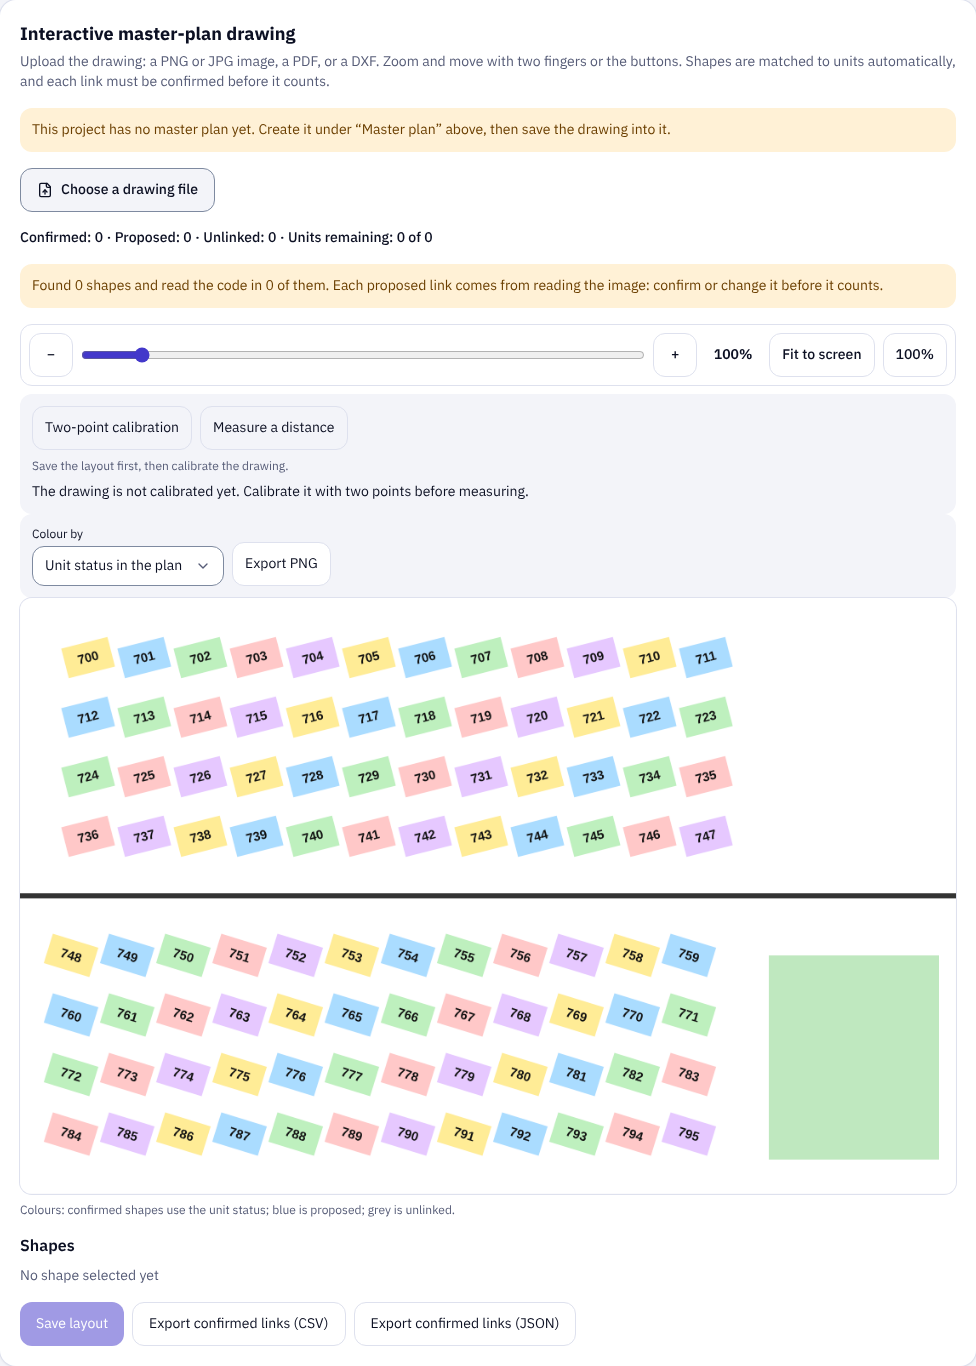 Interactive master-plan drawing
Upload the drawing: a PNG or JPG image, a PDF, or a DXF. Zoom and move with two fingers or the buttons. Shapes are matched to units automatically,
and each link must be confirmed before it counts.
This project has no master plan yet. Create it under “Master plan” above, then save the drawing into it.
Choose a drawing file
Confirmed: 0 · Proposed: 0 · Unlinked: 0 · Units remaining: 0 of 0
Found 0 shapes and read the code in 0 of them. Each proposed link comes from reading the image: confirm or change it before it counts.
− + 100% Fit to screen 100%
Two-point calibration Measure a distance
Save the layout first, then calibrate the drawing.
The drawing is not calibrated yet. Calibrate it with two points before measuring.
Colour by
Unit status in the plan Export PNG
700 701 702 703 704 705 706 707 708 709 710 711
712 713 714 715 716 717 718 719 720 721 722 723
724 725 726 727 728 729 730 731 732 733 734 735
736 737 738 739 740 741 742 743 744 745 746 747
748 749 750 751 752 753 754 755 756 757 758 759
760 761 762 763 764 765 766 767 768 769 770 771
772 773 774 775 776 777 778 779 780 781 782 783
784 785 786 787 788 789 790 791 792 793 794 795
Colours: confirmed shapes use the unit status; blue is proposed; grey is unlinked.
Shapes
No shape selected yet
Save layout Export confirmed links (CSV) Export confirmed links (JSON)